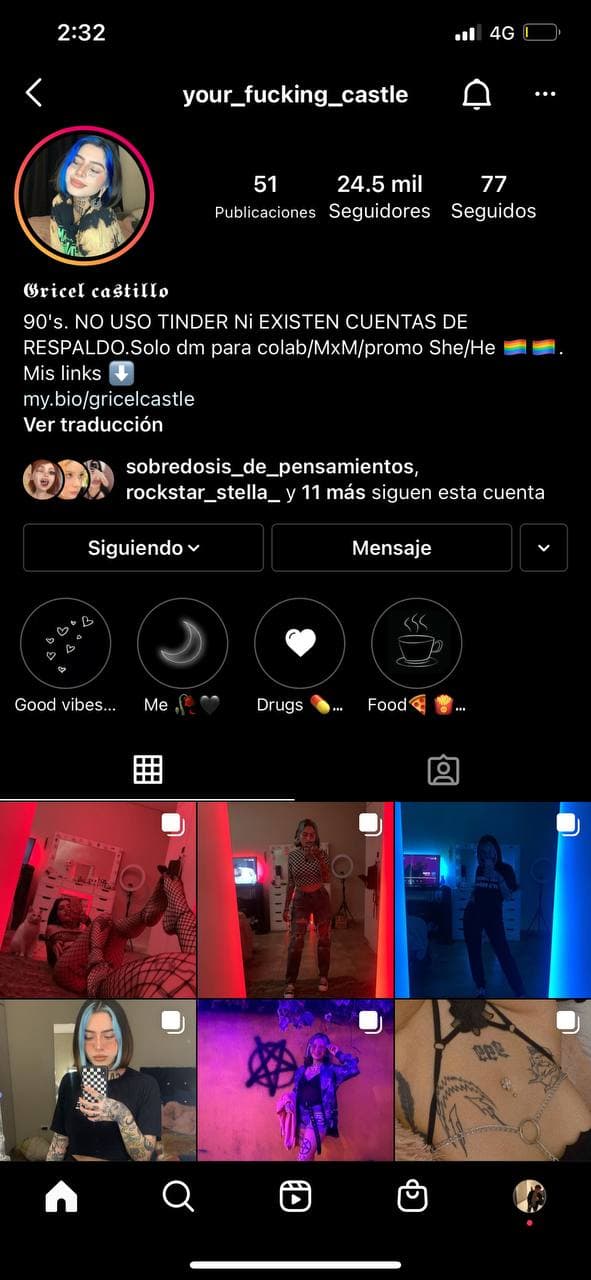 2:32
4G
your_fucking_castle
51
24.5 mil
77
Publicaciones
Seguidores
Seguidos
𝕲𝖗𝖎𝖈𝖊𝖑 𝖈𝖆𝖘𝖙𝖎𝖑𝖑𝖔
90's. NO USO TINDER Ni EXISTEN CUENTAS DE
RESPALDO.Solo dm para colab/MxM/promo She/He 🏳️‍🌈 🏳️‍🌈 .
Mis links ⬇️
my.bio/gricelcastle
Ver traducción
sobredosis_de_pensamientos,
rockstar_stella_ y 11 más siguen esta cuenta
Siguiendo
Mensaje
Good vibes...
Me 🥀🖤
Drugs 💊...
Food🍕🍟...